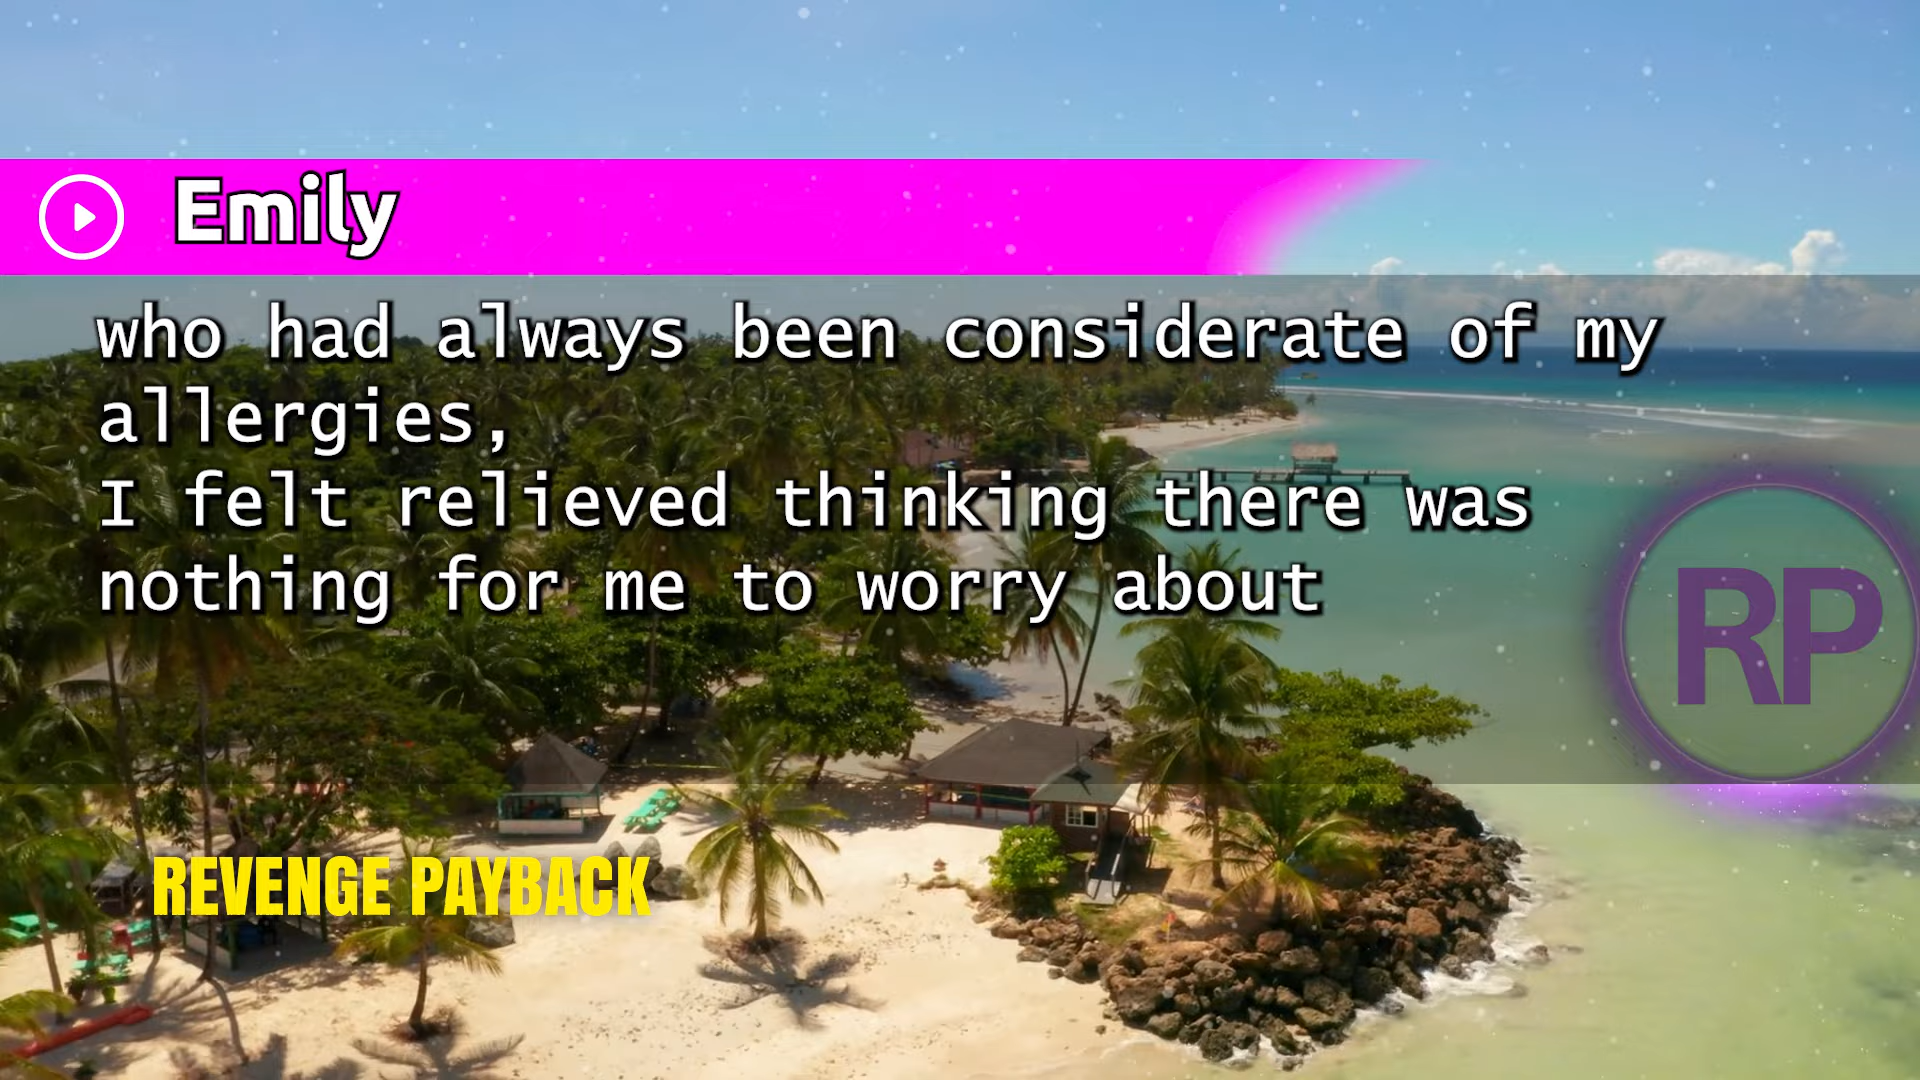 Emily
who had always been considerate of my
allergies,
I felt relieved thinking there was
nothing for me to worry about
RP
REVENGE PAYBACK